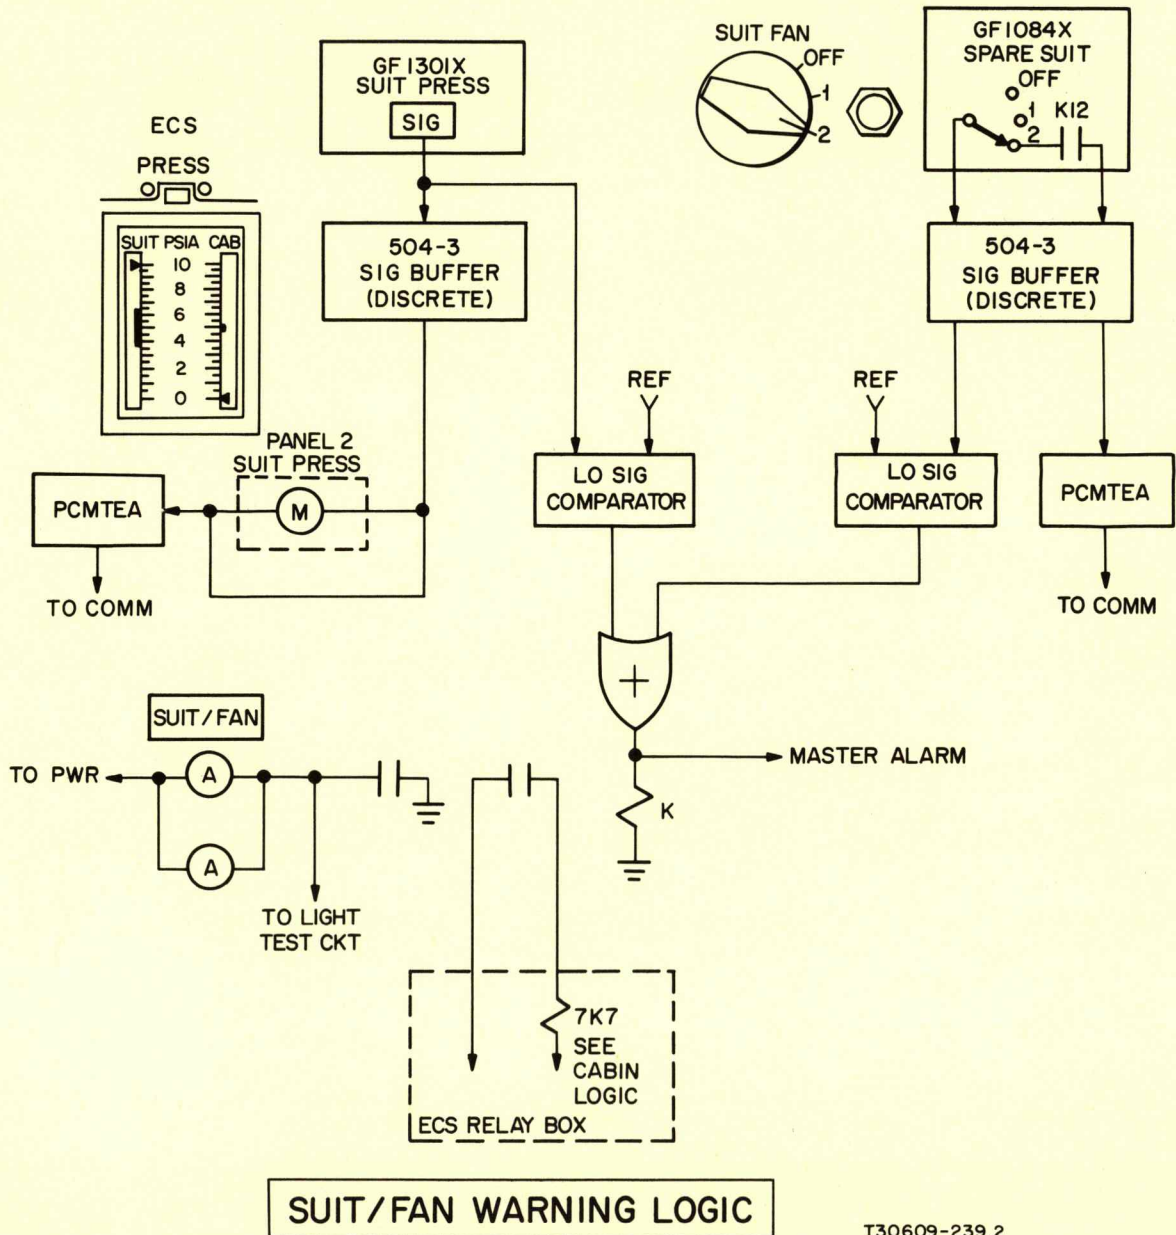 SUIT FAN
OFF
1
2
GF1084X
SPARE SUIT
OFF
1
2
K12
GF1301X
SUIT PRESS
SIG
ECS
PRESS
SUIT PSIA CAB
10
8
6
4
2
0
504-3
SIG BUFFER
(DISCRETE)
504-3
SIG BUFFER
(DISCRETE)
REF
REF
PANEL 2
SUIT PRESS
M
PCMTEA
TO COMM
LO SIG
COMPARATOR
LO SIG
COMPARATOR
PCMTEA
TO COMM
+
SUIT/FAN
TO PWR
A
A
MASTER ALARM
K
TO LIGHT
TEST CKT
7K7
SEE
CABIN
LOGIC
ECS RELAY BOX
SUIT/FAN WARNING LOGIC
T30609-239.2